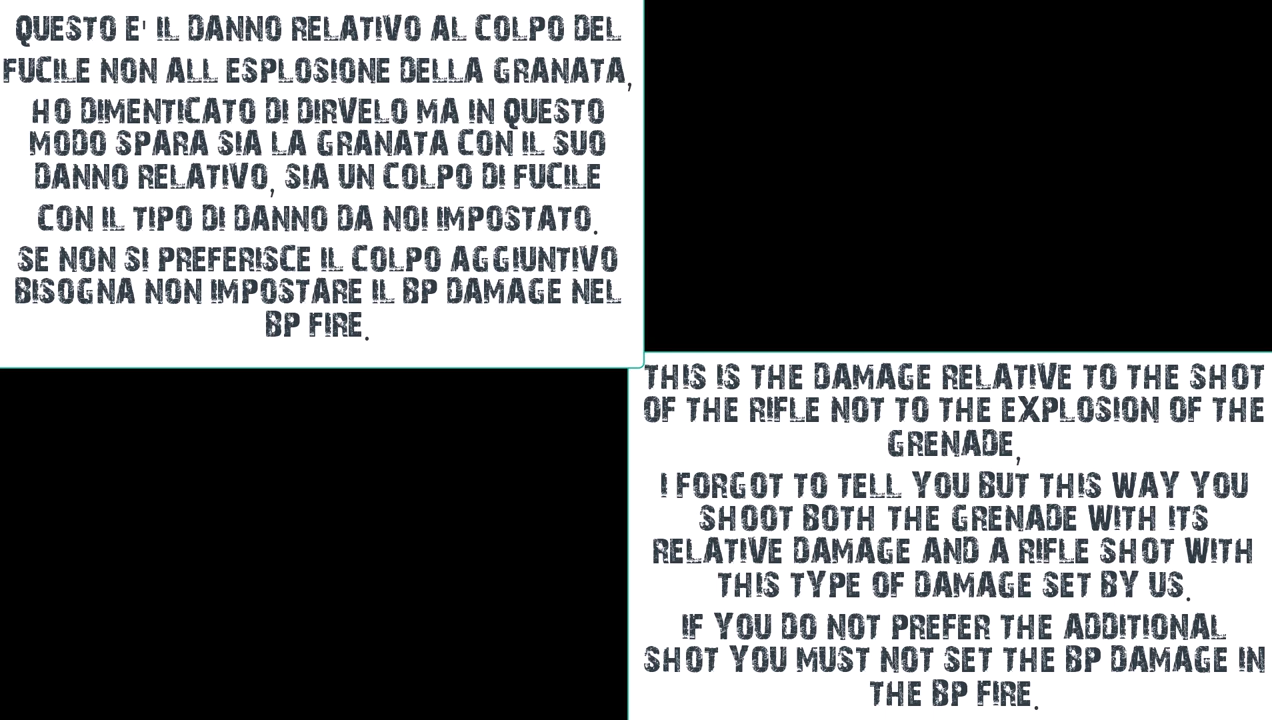 QUESTO E' IL DANNO RELATIVO AL COLPO DEL
FUCILE NON ALL ESPLOSIONE DELLA GRANATA,
HO DIMENTICATO DI DIRVELO MA IN QUESTO
MODO SPARA SIA LA GRANATA CON IL SUO
DANNO RELATIVO, SIA UN COLPO DI FUCILE
CON IL TIPO DI DANNO DA NOI IMPOSTATO.
SE NON SI PREFERISCE IL COLPO AGGIUNTIVO
BISOGNA NON IMPOSTARE IL BP DAMAGE NEL
BP FIRE.
THIS IS THE DAMAGE RELATIVE TO THE SHOT
OF THE RIFLE NOT TO THE EXPLOSION OF THE
GRENADE,
I FORGOT TO TELL YOU BUT THIS WAY YOU
SHOOT BOTH THE GRENADE WITH ITS
RELATIVE DAMAGE AND A RIFLE SHOT WITH
THIS TYPE OF DAMAGE SET BY US.
IF YOU DO NOT PREFER THE ADDITIONAL
SHOT YOU MUST NOT SET THE BP DAMAGE IN
THE BP FIRE.